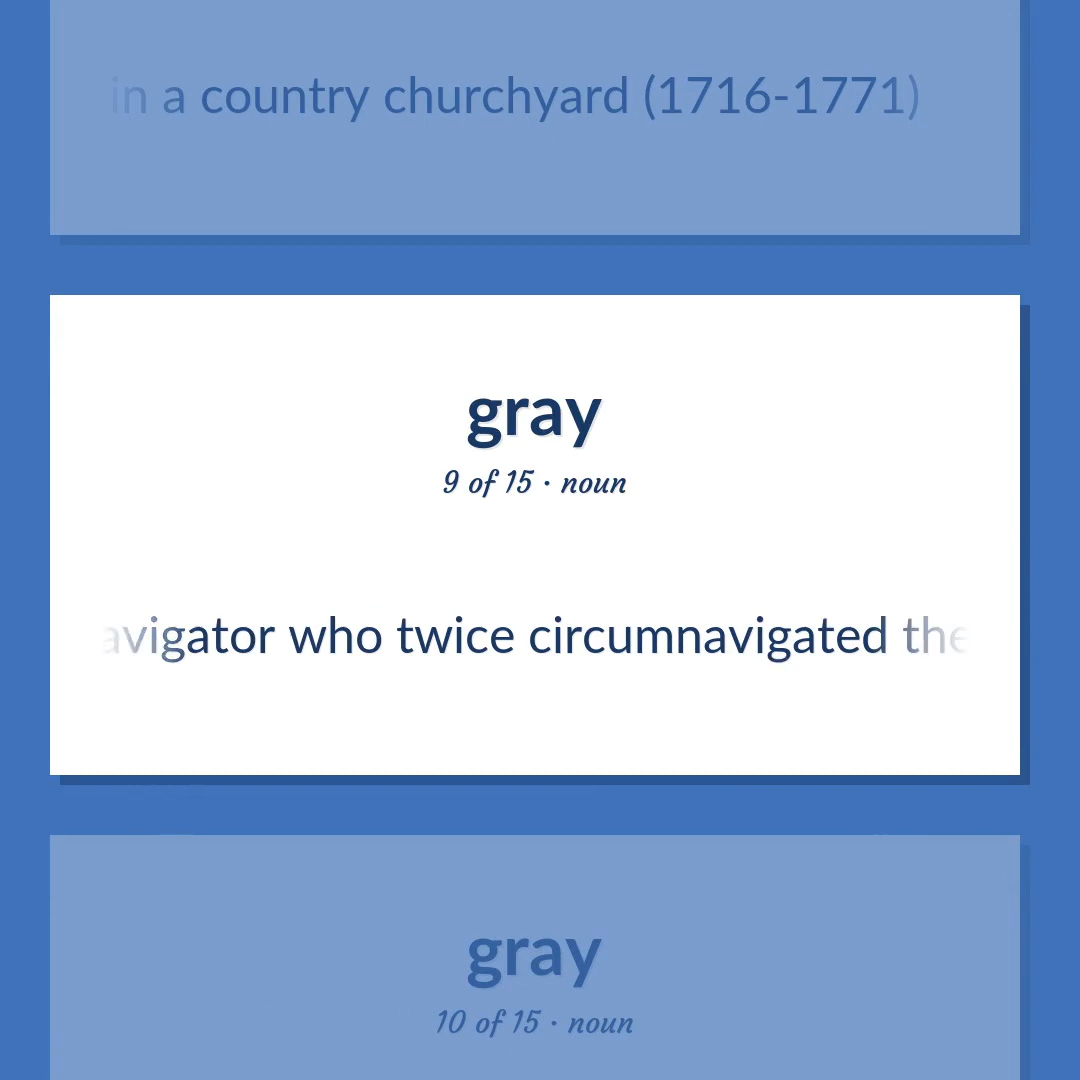 in a country churchyard (1716-1771)
gray
9 of 15 · noun
avigator who twice circumnavigated the
gray
10 of 15 · noun